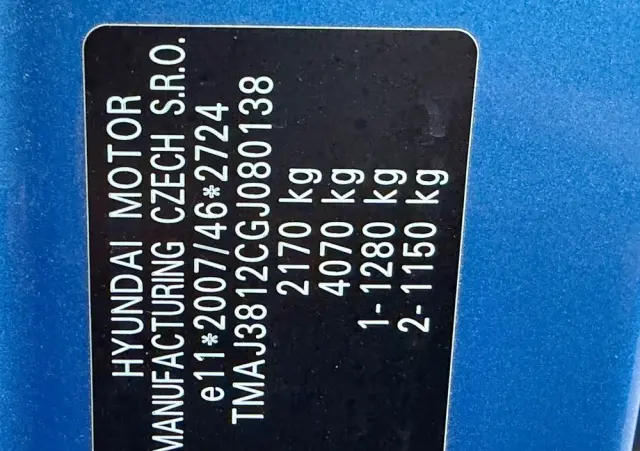 HYUNDAI MOTOR
MANUFACTURING CZECH S.R.O.
e11*2007/46*2724
TMAJ3812CGJ080138
2170 kg
4070 kg
1- 1280 kg
2- 1150 kg